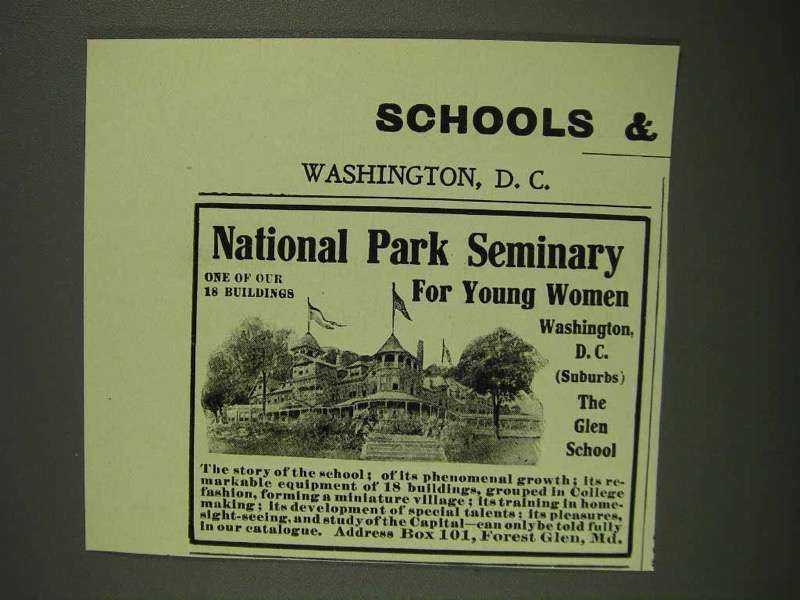 SCHOOLS &
WASHINGTON, D. C.
National Park Seminary
ONE OF OUR
18 BUILDINGS
For Young Women
Washington,
D. C.
(Suburbs)
The
Glen
School
The story of the school; of its phenomenal growth; its re-
markable equipment of 18 buildings, grouped in College
fashion, forming a miniature village; its training in home-
making; its development of special talents; its pleasures,
sight-seeing, and study of the Capital—can only be told fully
in our catalogue. Address Box 101, Forest Glen, Md.